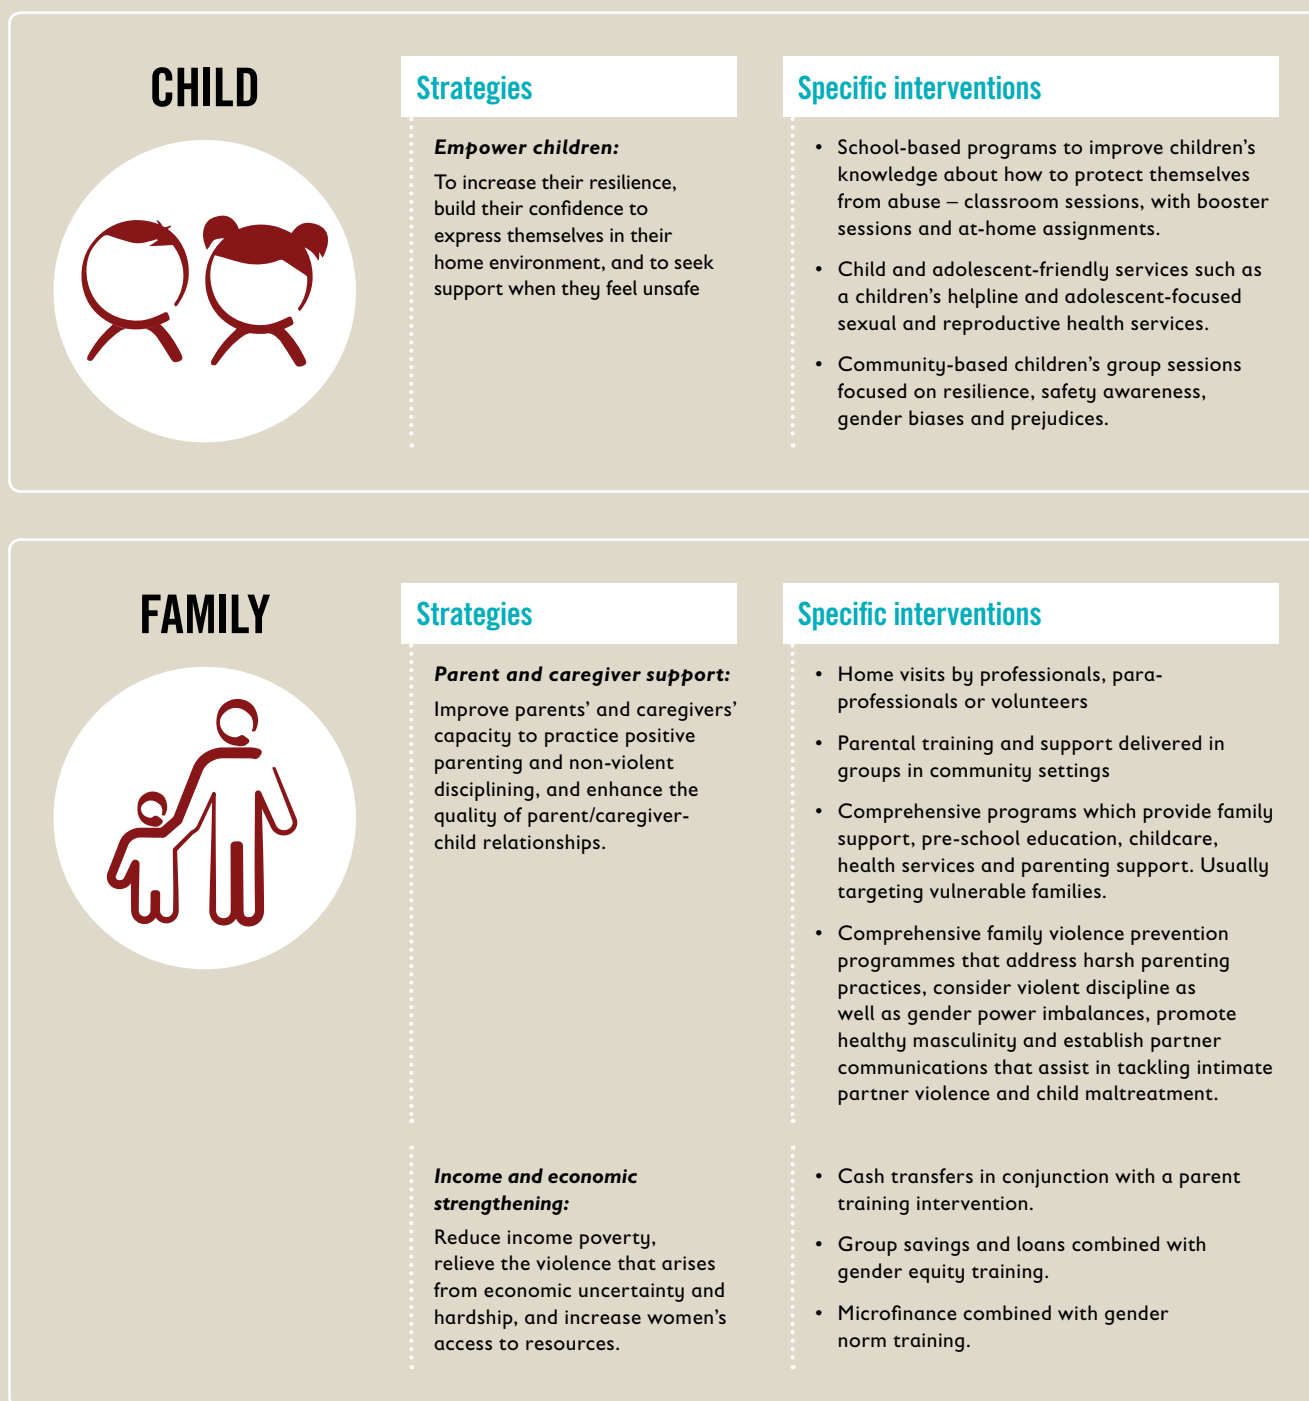 CHILD
Strategies
Empower children:
To increase their resilience,
build their confidence to
express themselves in their
home environment, and to seek
support when they feel unsafe
Specific interventions
• School-based programs to improve children’s
knowledge about how to protect themselves
from abuse – classroom sessions, with booster
sessions and at-home assignments.
• Child and adolescent-friendly services such as
a children’s helpline and adolescent-focused
sexual and reproductive health services.
• Community-based children’s group sessions
focused on resilience, safety awareness,
gender biases and prejudices.
FAMILY
Strategies
Parent and caregiver support:
Improve parents’ and caregivers’
capacity to practice positive
parenting and non-violent
disciplining, and enhance the
quality of parent/caregiver-
child relationships.
Specific interventions
• Home visits by professionals, para-
professionals or volunteers
• Parental training and support delivered in
groups in community settings
• Comprehensive programs which provide family
support, pre-school education, childcare,
health services and parenting support. Usually
targeting vulnerable families.
• Comprehensive family violence prevention
programmes that address harsh parenting
practices, consider violent discipline as
well as gender power imbalances, promote
healthy masculinity and establish partner
communications that assist in tackling intimate
partner violence and child maltreatment.
Income and economic
strengthening:
Reduce income poverty,
relieve the violence that arises
from economic uncertainty and
hardship, and increase women’s
access to resources.
• Cash transfers in conjunction with a parent
training intervention.
• Group savings and loans combined with
gender equity training.
• Microfinance combined with gender
norm training.